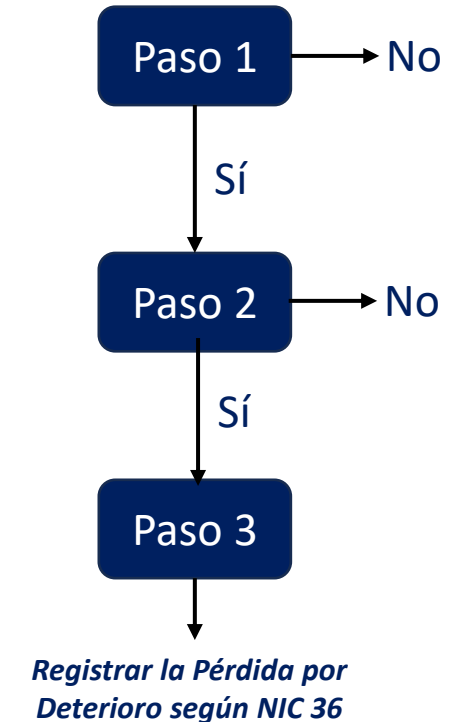 Paso 1
No
Sí
Paso 2
No
Sí
Paso 3
Registrar la Pérdida por
Deterioro según NIC 36